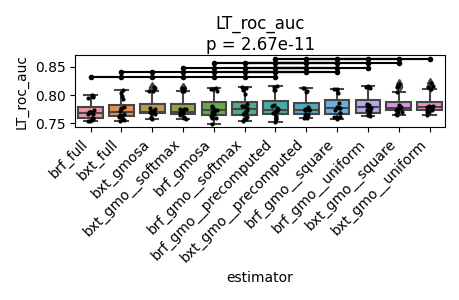 LT_roc_auc
p = 2.67e-11
LT_roc_auc
0.85
0.80
0.75
brf_full
bxt_full
bxt_gmosa
bxt_gmo__softmax
brf_gmosa
brf_gmo__softmax
brf_gmo__precomputed
bxt_gmo__precomputed
brf_gmo__square
brf_gmo__uniform
bxt_gmo__square
bxt_gmo__uniform
estimator